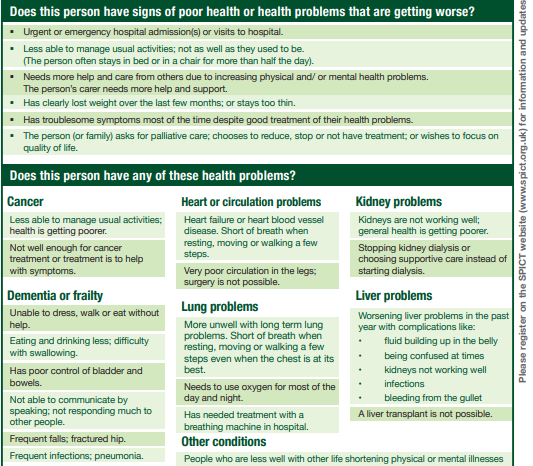 Does this person have signs of poor health or health problems that are getting worse?
▪ Urgent or emergency hospital admission(s) or visits to hospital.
▪ Less able to manage usual activities; not as well as they used to be.
(The person often stays in bed or in a chair for more than half the day).
▪ Needs more help and care from others due to increasing physical and/ or mental health problems.
The person's carer needs more help and support.
▪ Has clearly lost weight over the last few months; or stays too thin.
▪ Has troublesome symptoms most of the time despite good treatment of their health problems.
▪ The person (or family) asks for palliative care; chooses to reduce, stop or not have treatment; or wishes to focus on
quality of life.
Does this person have any of these health problems?
Cancer
Less able to manage usual activities;
health is getting poorer.
Not well enough for cancer
treatment or treatment is to help
with symptoms.
Dementia or frailty
Unable to dress, walk or eat without
help.
Eating and drinking less; difficulty
with swallowing.
Has poor control of bladder and
bowels.
Not able to communicate by
speaking; not responding much to
other people.
Frequent falls; fractured hip.
Frequent infections; pneumonia.
Heart or circulation problems
Heart failure or heart blood vessel
disease. Short of breath when
resting, moving or walking a few
steps.
Very poor circulation in the legs;
surgery is not possible.
Lung problems
More unwell with long term lung
problems. Short of breath when
resting, moving or walking a few
steps even when the chest is at its
best.
Needs to use oxygen for most of the
day and night.
Has needed treatment with a
breathing machine in hospital.
Kidney problems
Kidneys are not working well;
general health is getting poorer.
Stopping kidney dialysis or
choosing supportive care instead of
starting dialysis.
Liver problems
Worsening liver problems in the past
year with complications like:
• fluid building up in the belly
• being confused at times
• kidneys not working well
• infections
• bleeding from the gullet
A liver transplant is not possible.
Other conditions
People who are less well with other life shortening physical or mental illnesses
Please register on the SPICT website (www.spict.org.uk) for information and updates